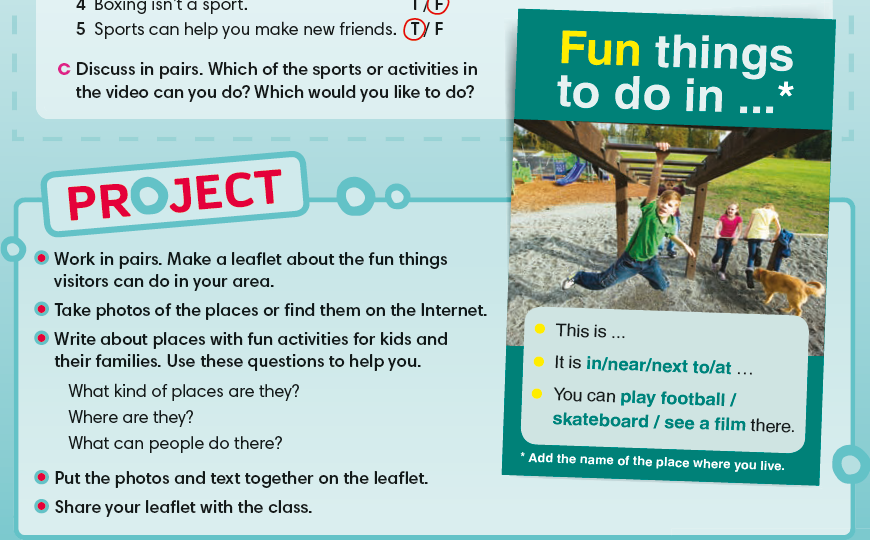 4 Boxing isn't a sport. T / F
5 Sports can help you make new friends. T / F
C Discuss in pairs. Which of the sports or activities in
the video can you do? Which would you like to do?
PROJECT
Work in pairs. Make a leaflet about the fun things
visitors can do in your area.
Take photos of the places or find them on the Internet.
Write about places with fun activities for kids and
their families. Use these questions to help you.
What kind of places are they?
Where are they?
What can people do there?
Put the photos and text together on the leaflet.
Share your leaflet with the class.
Fun things
to do in ...*
This is ...
It is in/near/next to/at ...
You can play football /
skateboard / see a film there.
* Add the name of the place where you live.